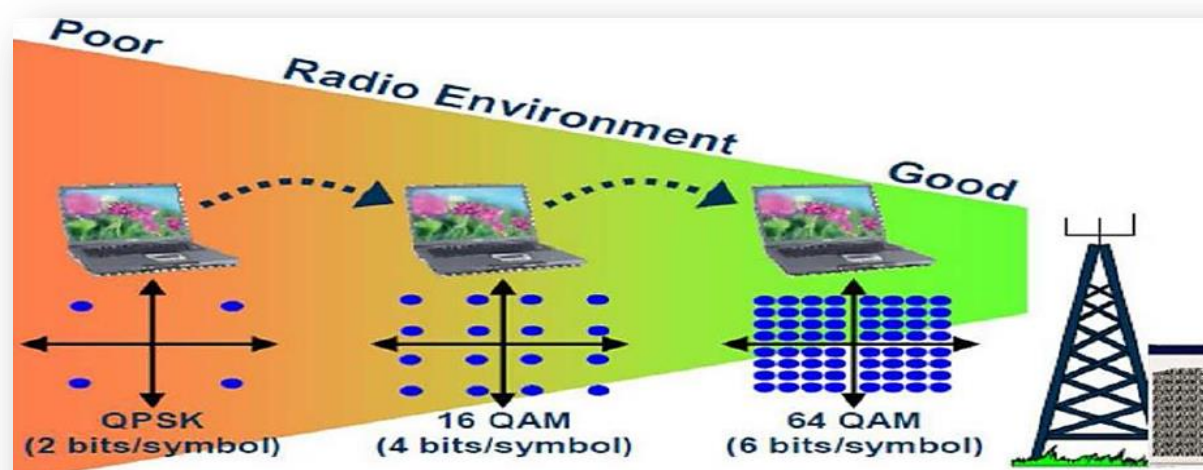 Poor
Radio Environment
Good
QPSK
(2 bits/symbol)
16 QAM
(4 bits/symbol)
64 QAM
(6 bits/symbol)